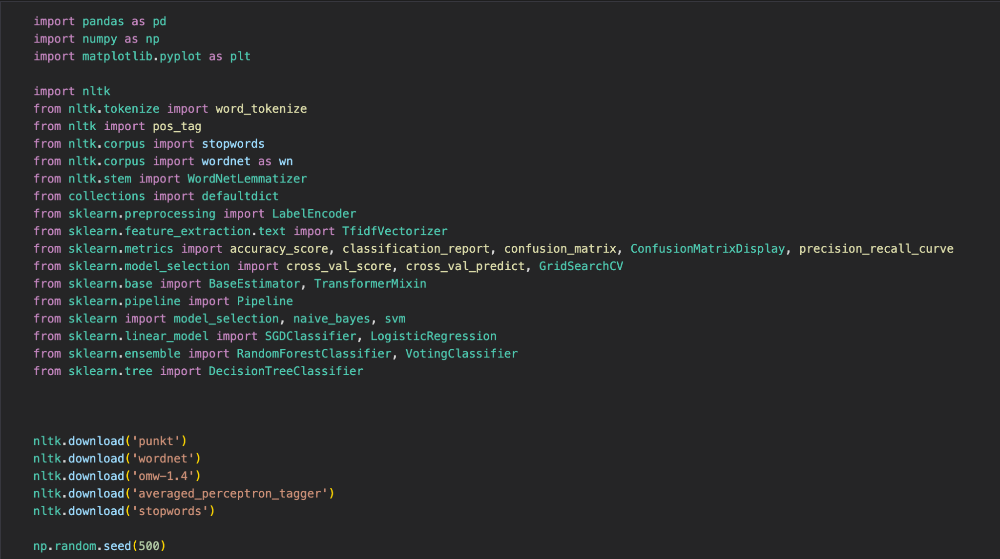 import pandas as pd
import numpy as np
import matplotlib.pyplot as plt
import nltk
from nltk.tokenize import word_tokenize
from nltk import pos_tag
from nltk.corpus import stopwords
from nltk.corpus import wordnet as wn
from nltk.stem import WordNetLemmatizer
from collections import defaultdict
from sklearn.preprocessing import LabelEncoder
from sklearn.feature_extraction.text import TfidfVectorizer
from sklearn.metrics import accuracy_score, classification_report, confusion_matrix, ConfusionMatrixDisplay, precision_recall_curve
from sklearn.model_selection import cross_val_score, cross_val_predict, GridSearchCV
from sklearn.base import BaseEstimator, TransformerMixin
from sklearn.pipeline import Pipeline
from sklearn import model_selection, naive_bayes, svm
from sklearn.linear_model import SGDClassifier, LogisticRegression
from sklearn.ensemble import RandomForestClassifier, VotingClassifier
from sklearn.tree import DecisionTreeClassifier
nltk.download('punkt')
nltk.download('wordnet')
nltk.download('omw-1.4')
nltk.download('averaged_perceptron_tagger')
nltk.download('stopwords')
np.random.seed(500)